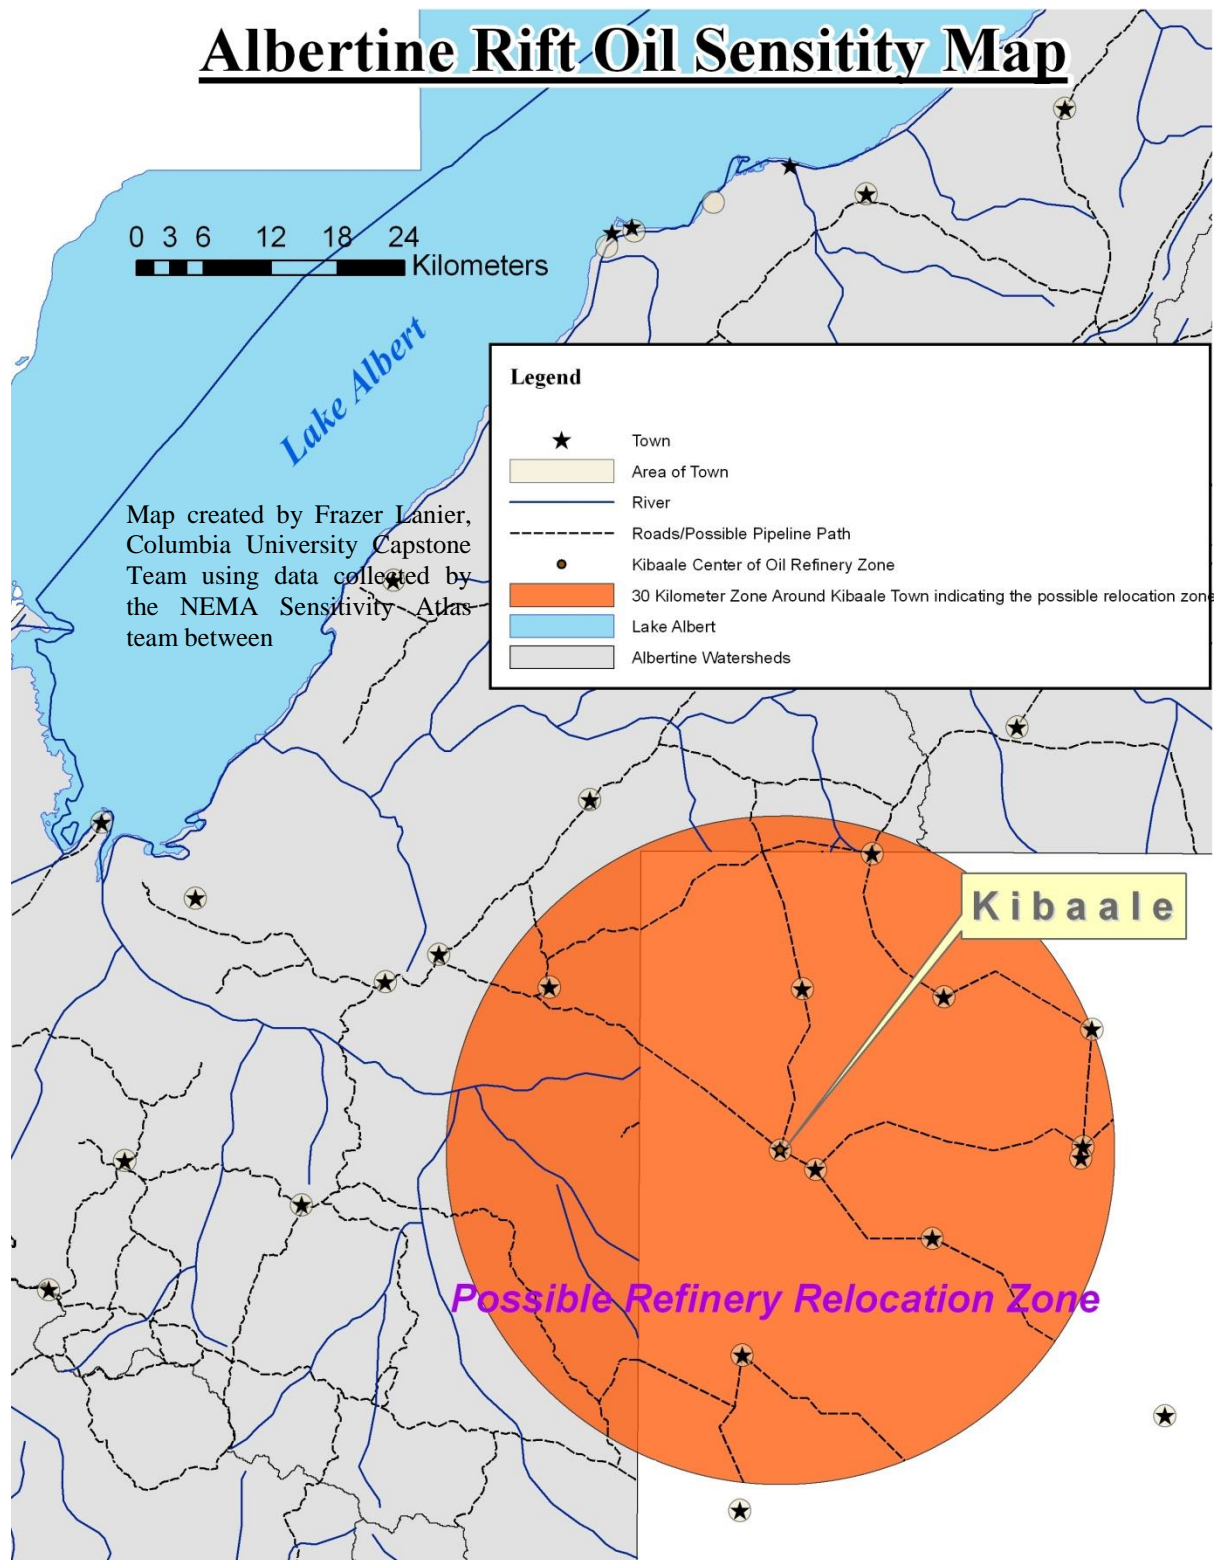 Albertine Rift Oil Sensitity Map
0 3 6 12 18 24
Kilometers
Lake Albert
Legend
Town
Area of Town
River
Roads/Possible Pipeline Path
Kibaale Center of Oil Refinery Zone
30 Kilometer Zone Around Kibaale Town indicating the possible relocation zone
Lake Albert
Albertine Watersheds
Map created by Frazer Lanier,
Columbia University Capstone
Team using data collected by
the NEMA Sensitivity Atlas
team between
Kibaale
Possible Refinery Relocation Zone